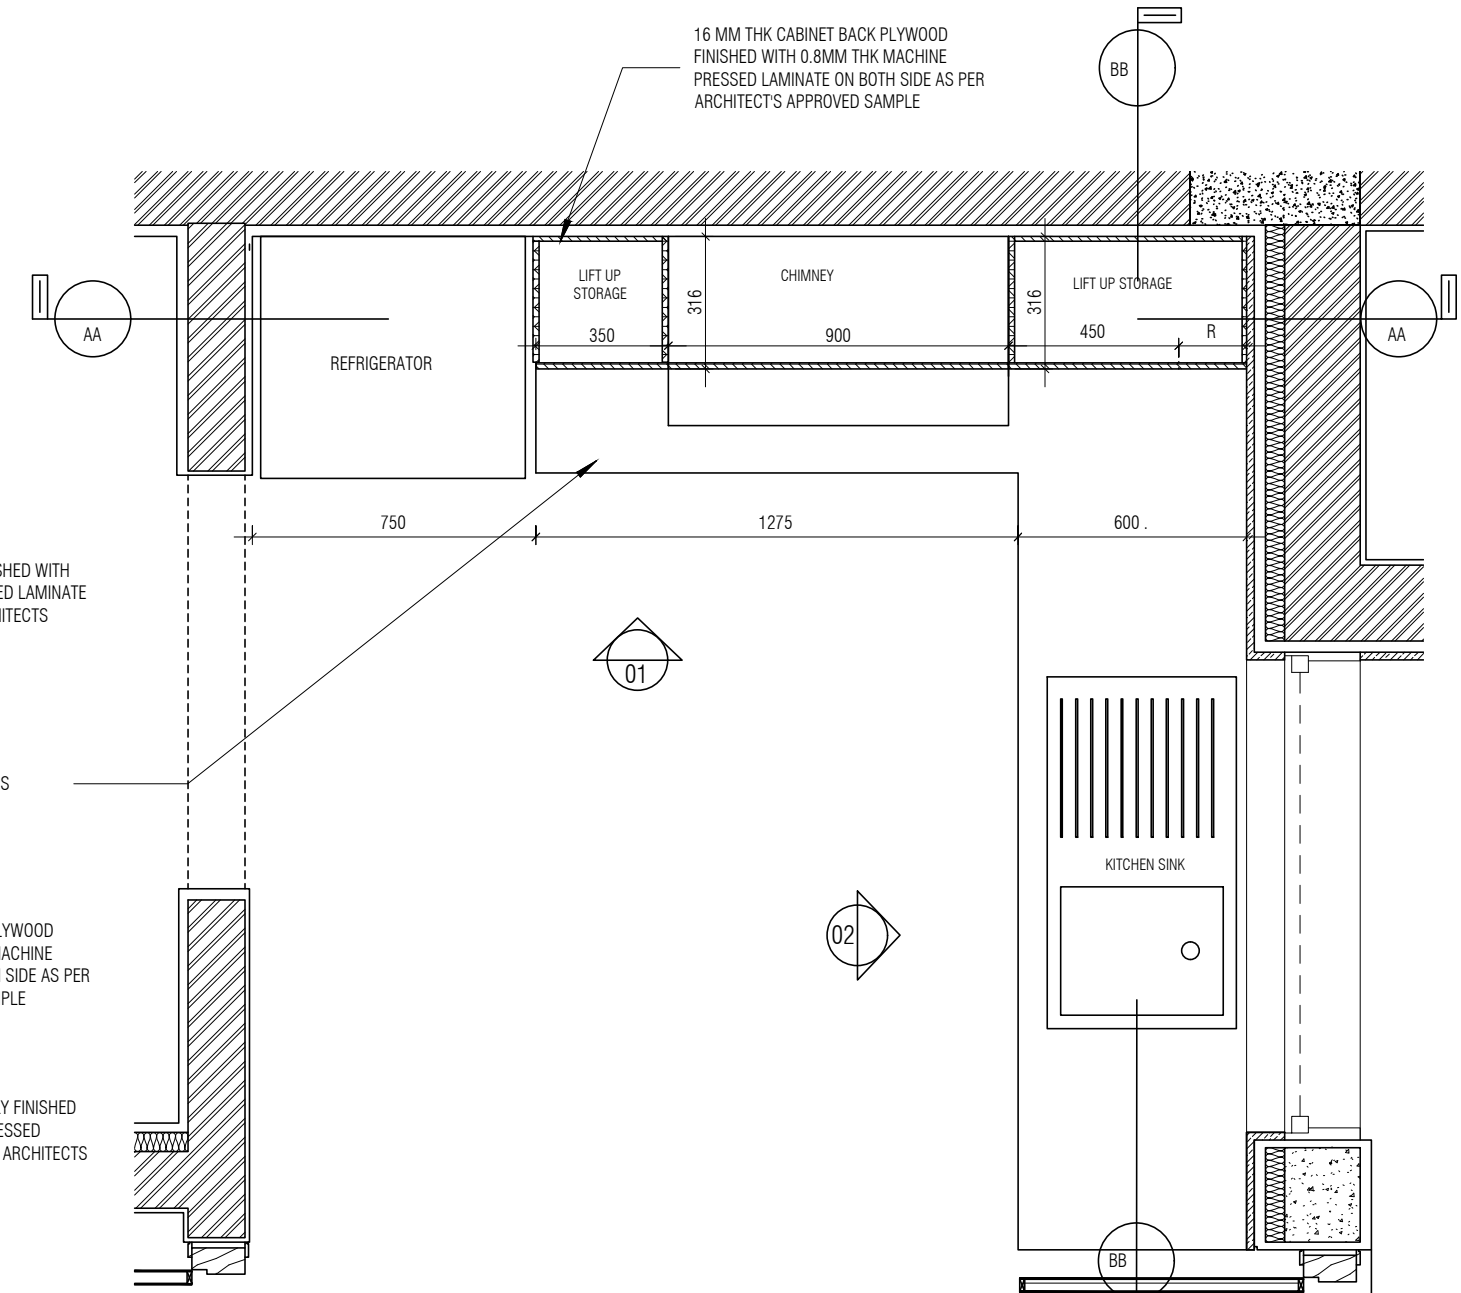 16 MM THK CABINET BACK PLYWOOD
FINISHED WITH 0.8MM THK MACHINE
PRESSED LAMINATE ON BOTH SIDE AS PER
ARCHITECT'S APPROVED SAMPLE
BB
LIFT UP
STORAGE
CHIMNEY
LIFT UP STORAGE
316
316
AA
AA
350
900
450
R
REFRIGERATOR
750
1275
600 .
SHED WITH
ED LAMINATE
HITECTS
01
S
KITCHEN SINK
LYWOOD
MACHINE
H SIDE AS PER
MPLE
02
Y FINISHED
ESSED
ARCHITECTS
BB